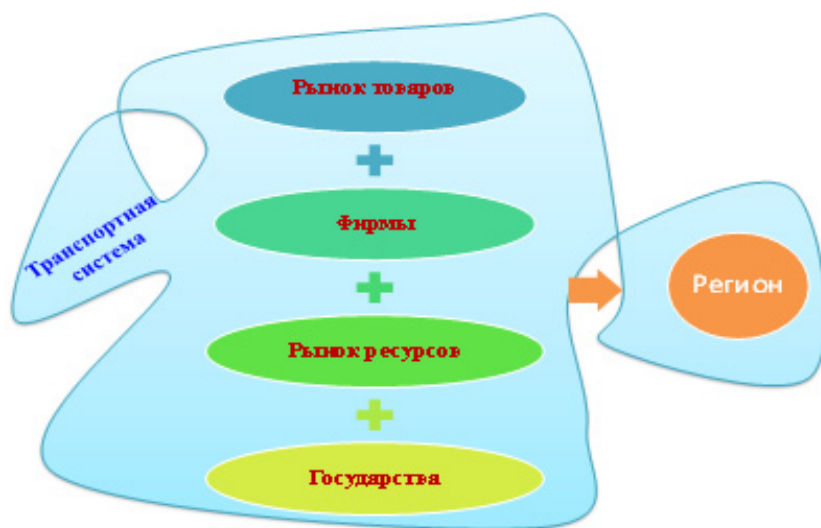 Рынок товаров
Фирмы
Транспортная
система
Регион
Рынок ресурсов
Государства